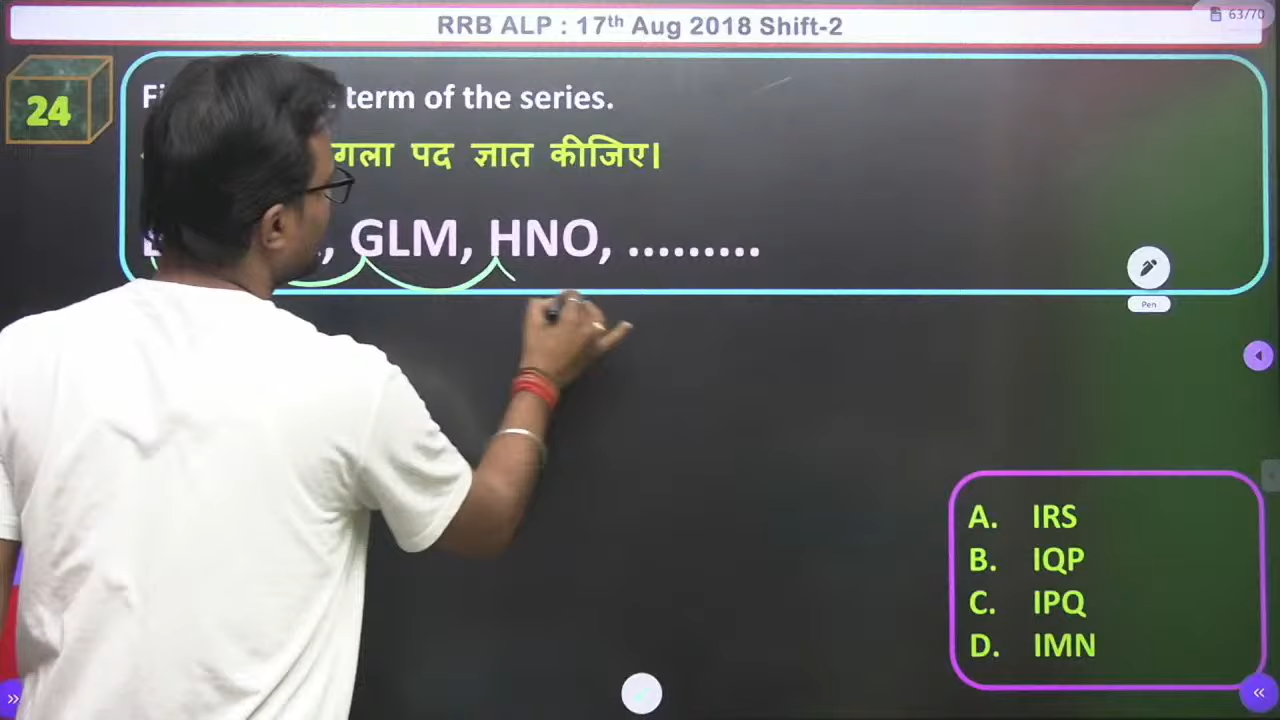 63/70
RRB ALP : 17th Aug 2018 Shift-2
24
term of the series.
पद ज्ञात कीजिए।
GLM, HNO, .........
Pen
A. IRS
B. IQP
C. IPQ
D. IMN